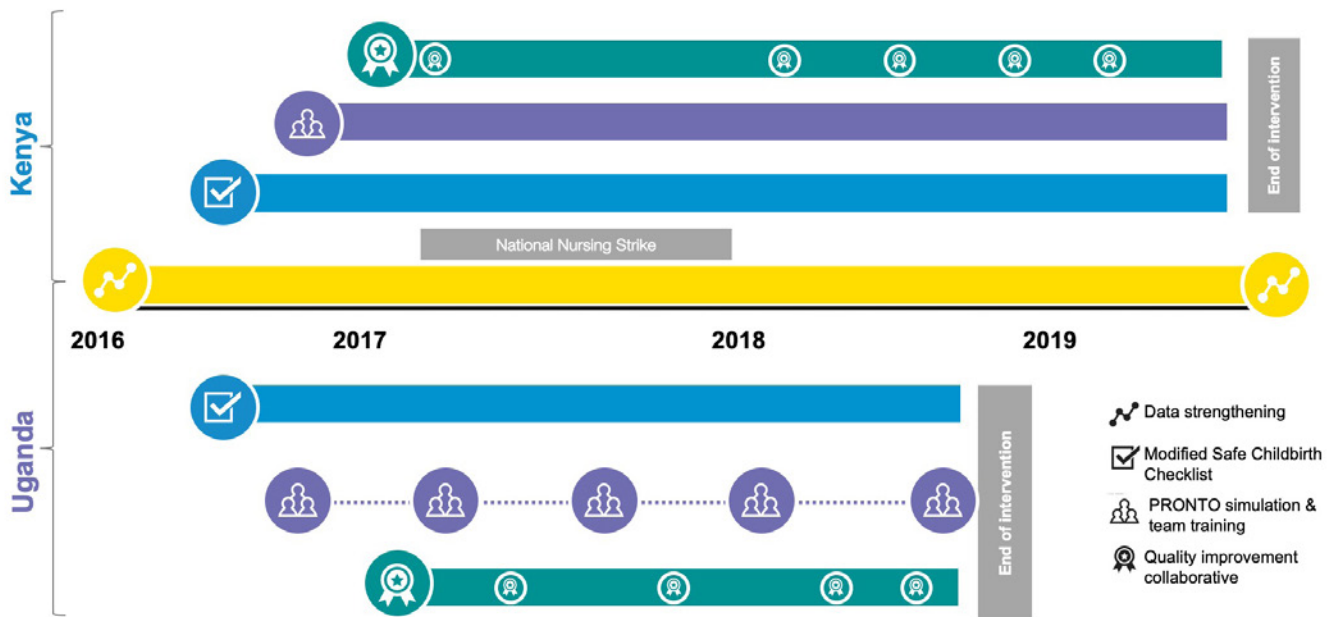 Kenya
End of intervention
National Nursing Strike
2016
2017
2018
2019
Uganda
End of intervention
Data strengthening
Modified Safe Childbirth
Checklist
PRONTO simulation &
team training
Quality improvement
collaborative